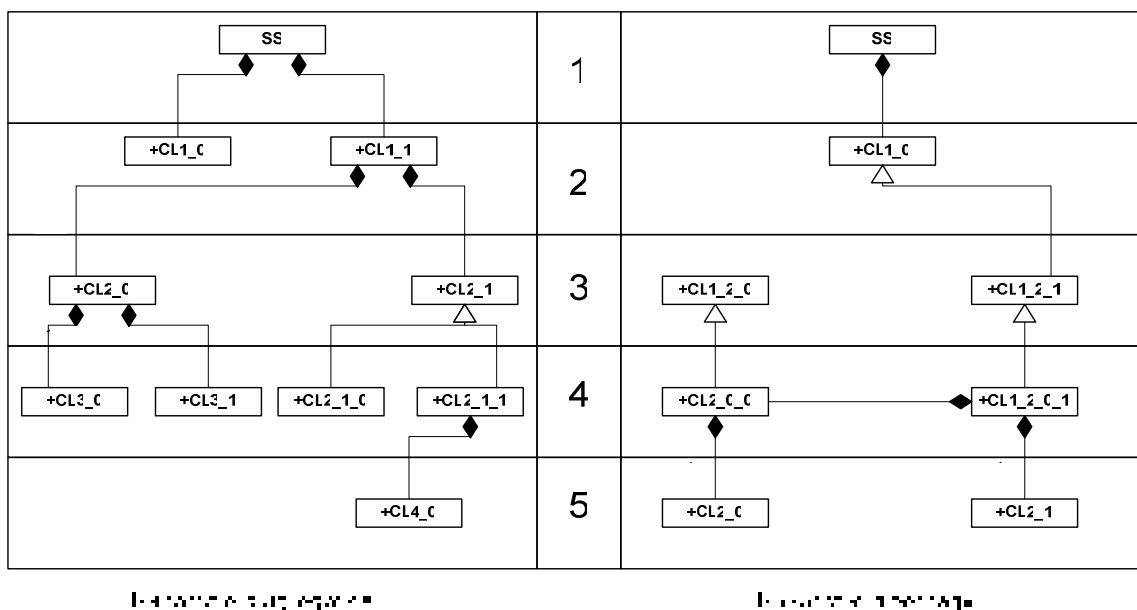 SS
1
SS
+CL1_0
+CL1_1
2
+CL1_0
+CL2_0
+CL2_1
3
+CL1_2_0
+CL1_2_1
+CL3_0
+CL3_1
+CL2_1_0
+CL2_1_1
4
+CL2_0_0
+CL1_2_0_1
+CL4_0
5
+CL2_0
+CL2_1